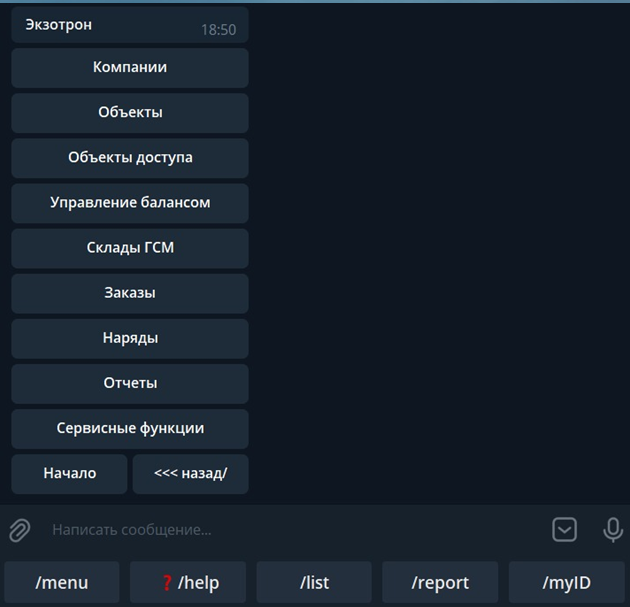 Экзотрон
18:50
Компании
Объекты
Объекты доступа
Управление балансом
Склады ГСМ
Заказы
Наряды
Отчеты
Сервисные функции
Начало <<< назад/
Написать сообщение...
/menu ❓/help /list /report /myID